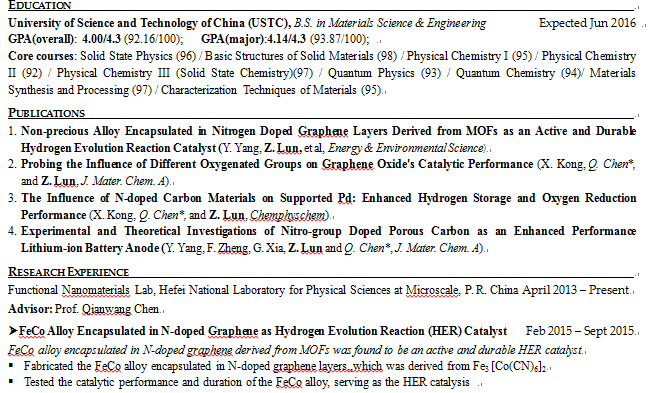 EDUCATION
University of Science and Technology of China (USTC), B.S. in Materials Science & Engineering Expected Jun 2016
GPA(overall): 4.00/4.3 (92.16/100); GPA(major):4.14/4.3 (93.87/100);
Core courses: Solid State Physics (96) / Basic Structures of Solid Materials (98) / Physical Chemistry I (95) / Physical Chemistry
II (92) / Physical Chemistry III (Solid State Chemistry)(97) / Quantum Physics (93) / Quantum Chemistry (94)/ Materials
Synthesis and Processing (97) / Characterization Techniques of Materials (95).
PUBLICATIONS
1. Non-precious Alloy Encapsulated in Nitrogen Doped Graphene Layers Derived from MOFs as an Active and Durable
Hydrogen Evolution Reaction Catalyst (Y. Yang, Z. Lun, et al, Energy & Environmental Science).
2. Probing the Influence of Different Oxygenated Groups on Graphene Oxide's Catalytic Performance (X. Kong, Q. Chen*,
and Z. Lun, J. Mater. Chem. A).
3. The Influence of N-doped Carbon Materials on Supported Pd: Enhanced Hydrogen Storage and Oxygen Reduction
Performance (X. Kong, Q. Chen*, and Z. Lun, Chemphyschem).
4. Experimental and Theoretical Investigations of Nitro-group Doped Porous Carbon as an Enhanced Performance
Lithium-ion Battery Anode (Y. Yang, F. Zheng, G. Xia, Z. Lun and Q. Chen*, J. Mater. Chem. A).
RESEARCH EXPERIENCE
Functional Nanomaterials Lab, Hefei National Laboratory for Physical Sciences at Microscale, P. R. China April 2013 – Present.
Advisor: Prof. Qianwang Chen.
➤FeCo Alloy Encapsulated in N-doped Graphene as Hydrogen Evolution Reaction (HER) Catalyst Feb 2015 – Sept 2015.
FeCo alloy encapsulated in N-doped graphene derived from MOFs was found to be an active and durable HER catalyst.
▪ Fabricated the FeCo alloy encapsulated in N-doped graphene layers, which was derived from Fe₃ [Co(CN)₆]₂.
▪ Tested the catalytic performance and duration of the FeCo alloy, serving as the HER catalysis